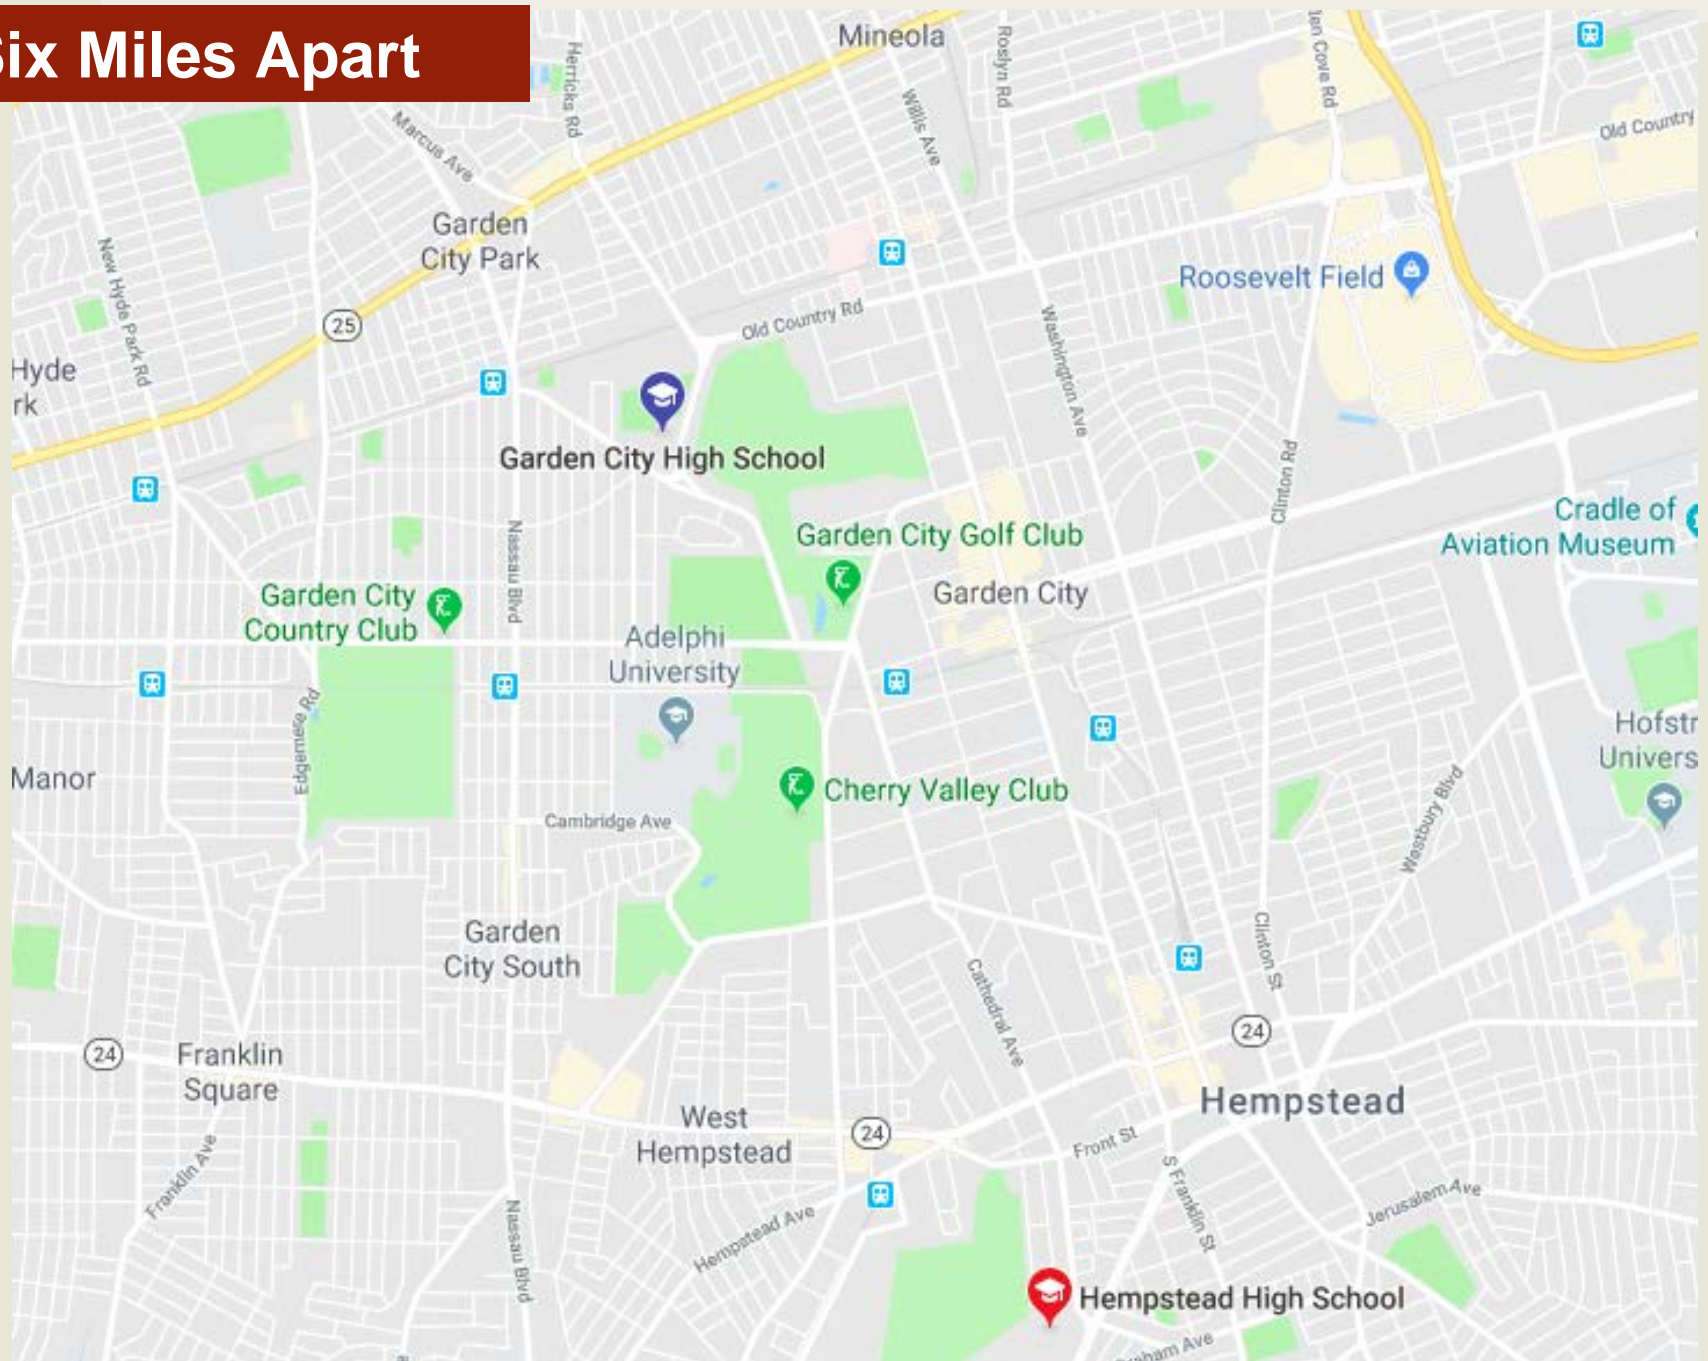 Six Miles Apart
Mineola
Herricks Rd
Roslyn Rd
Willis Ave
Marcus Ave
Old Country
Garden
City Park
New Hyde Park Rd
Roosevelt Field
25
Old Country Rd
Washington Ave
Hyde
Garden City High School
Clinton Rd
Cradle of
Aviation Museum
Nassau Blvd
Garden City Golf Club
Garden City
Garden City
Country Club
Adelphi
University
Edgemere Rd
Manor
Hofstr
Univers
Cherry Valley Club
Cambridge Ave
Westbury Blvd
Garden
City South
Cathedral Ave
Clinton St
24
24
Franklin
Square
Hempstead
West
Hempstead
24
Front St
Franklin Ave
S Franklin St
Jerusalem Ave
Nassau Blvd
Hempstead Ave
Hempstead High School
Ave